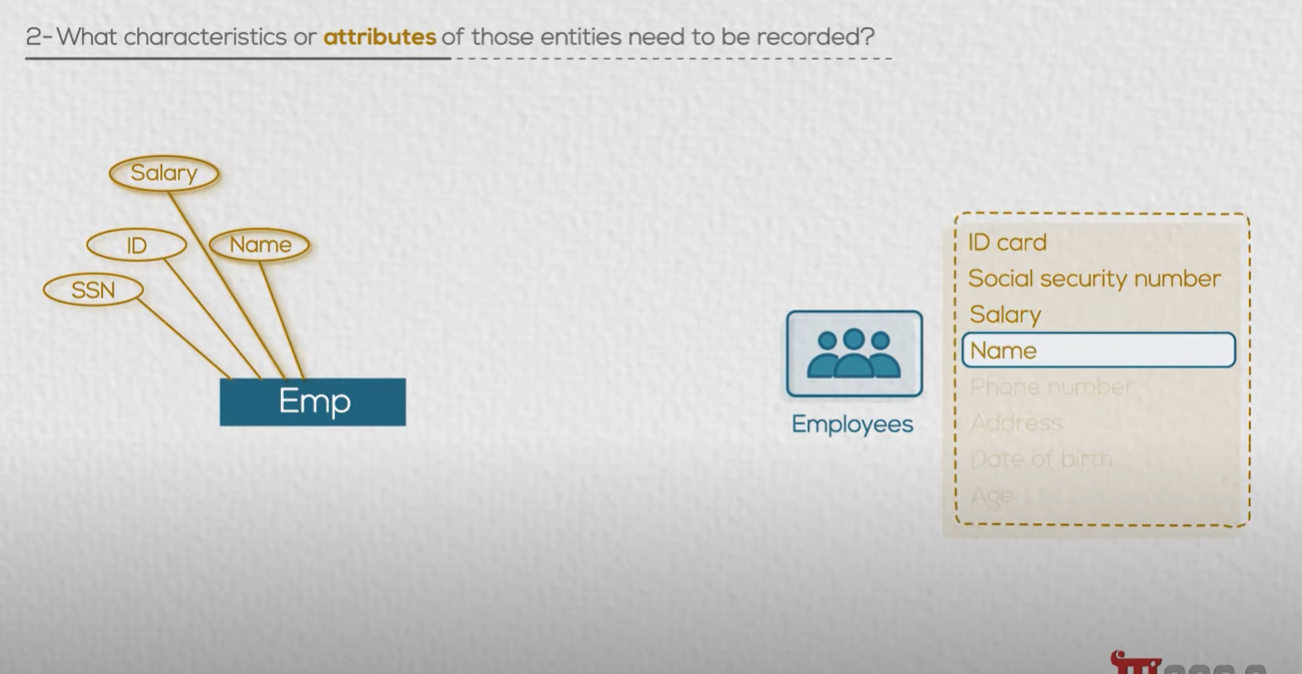 2- What characteristics or attributes of those entities need to be recorded?
Salary
ID
Name
SSN
Emp
Employees
ID card
Social security number
Salary
Name
Phone number
Address
Date of birth
Age